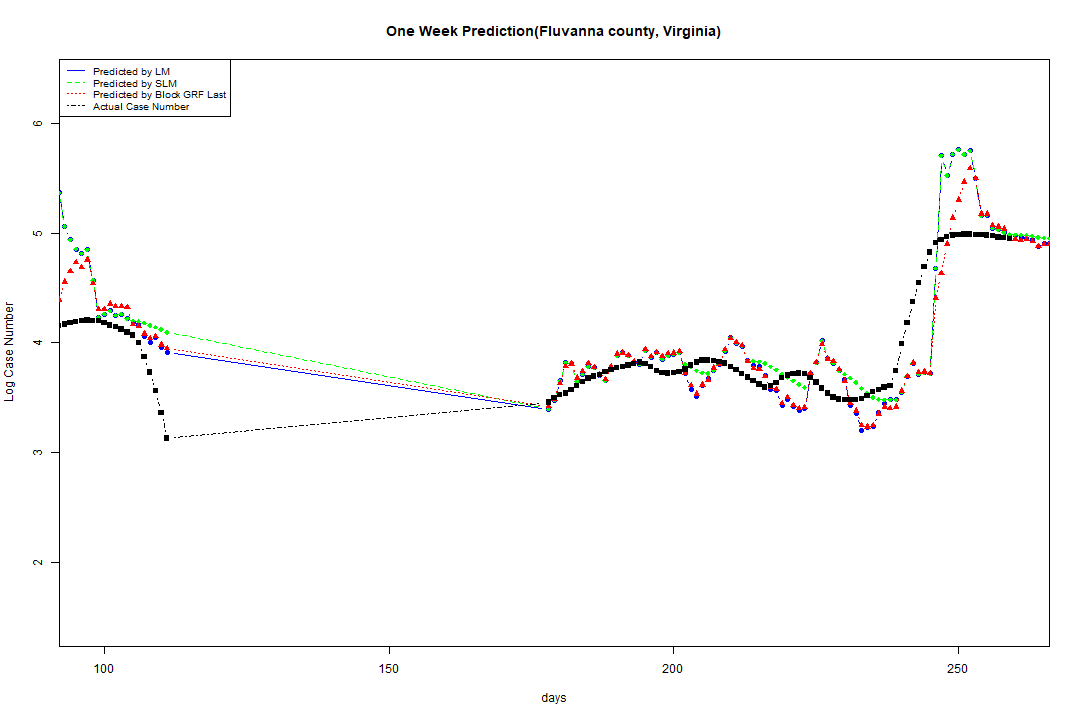 One Week Prediction(Fluvanna county, Virginia)
Predicted by LM
Predicted by SLM
Predicted by Block GRF Last
Actual Case Number
6
5
4
3
2
Log Case Number
100 150 200 250
days